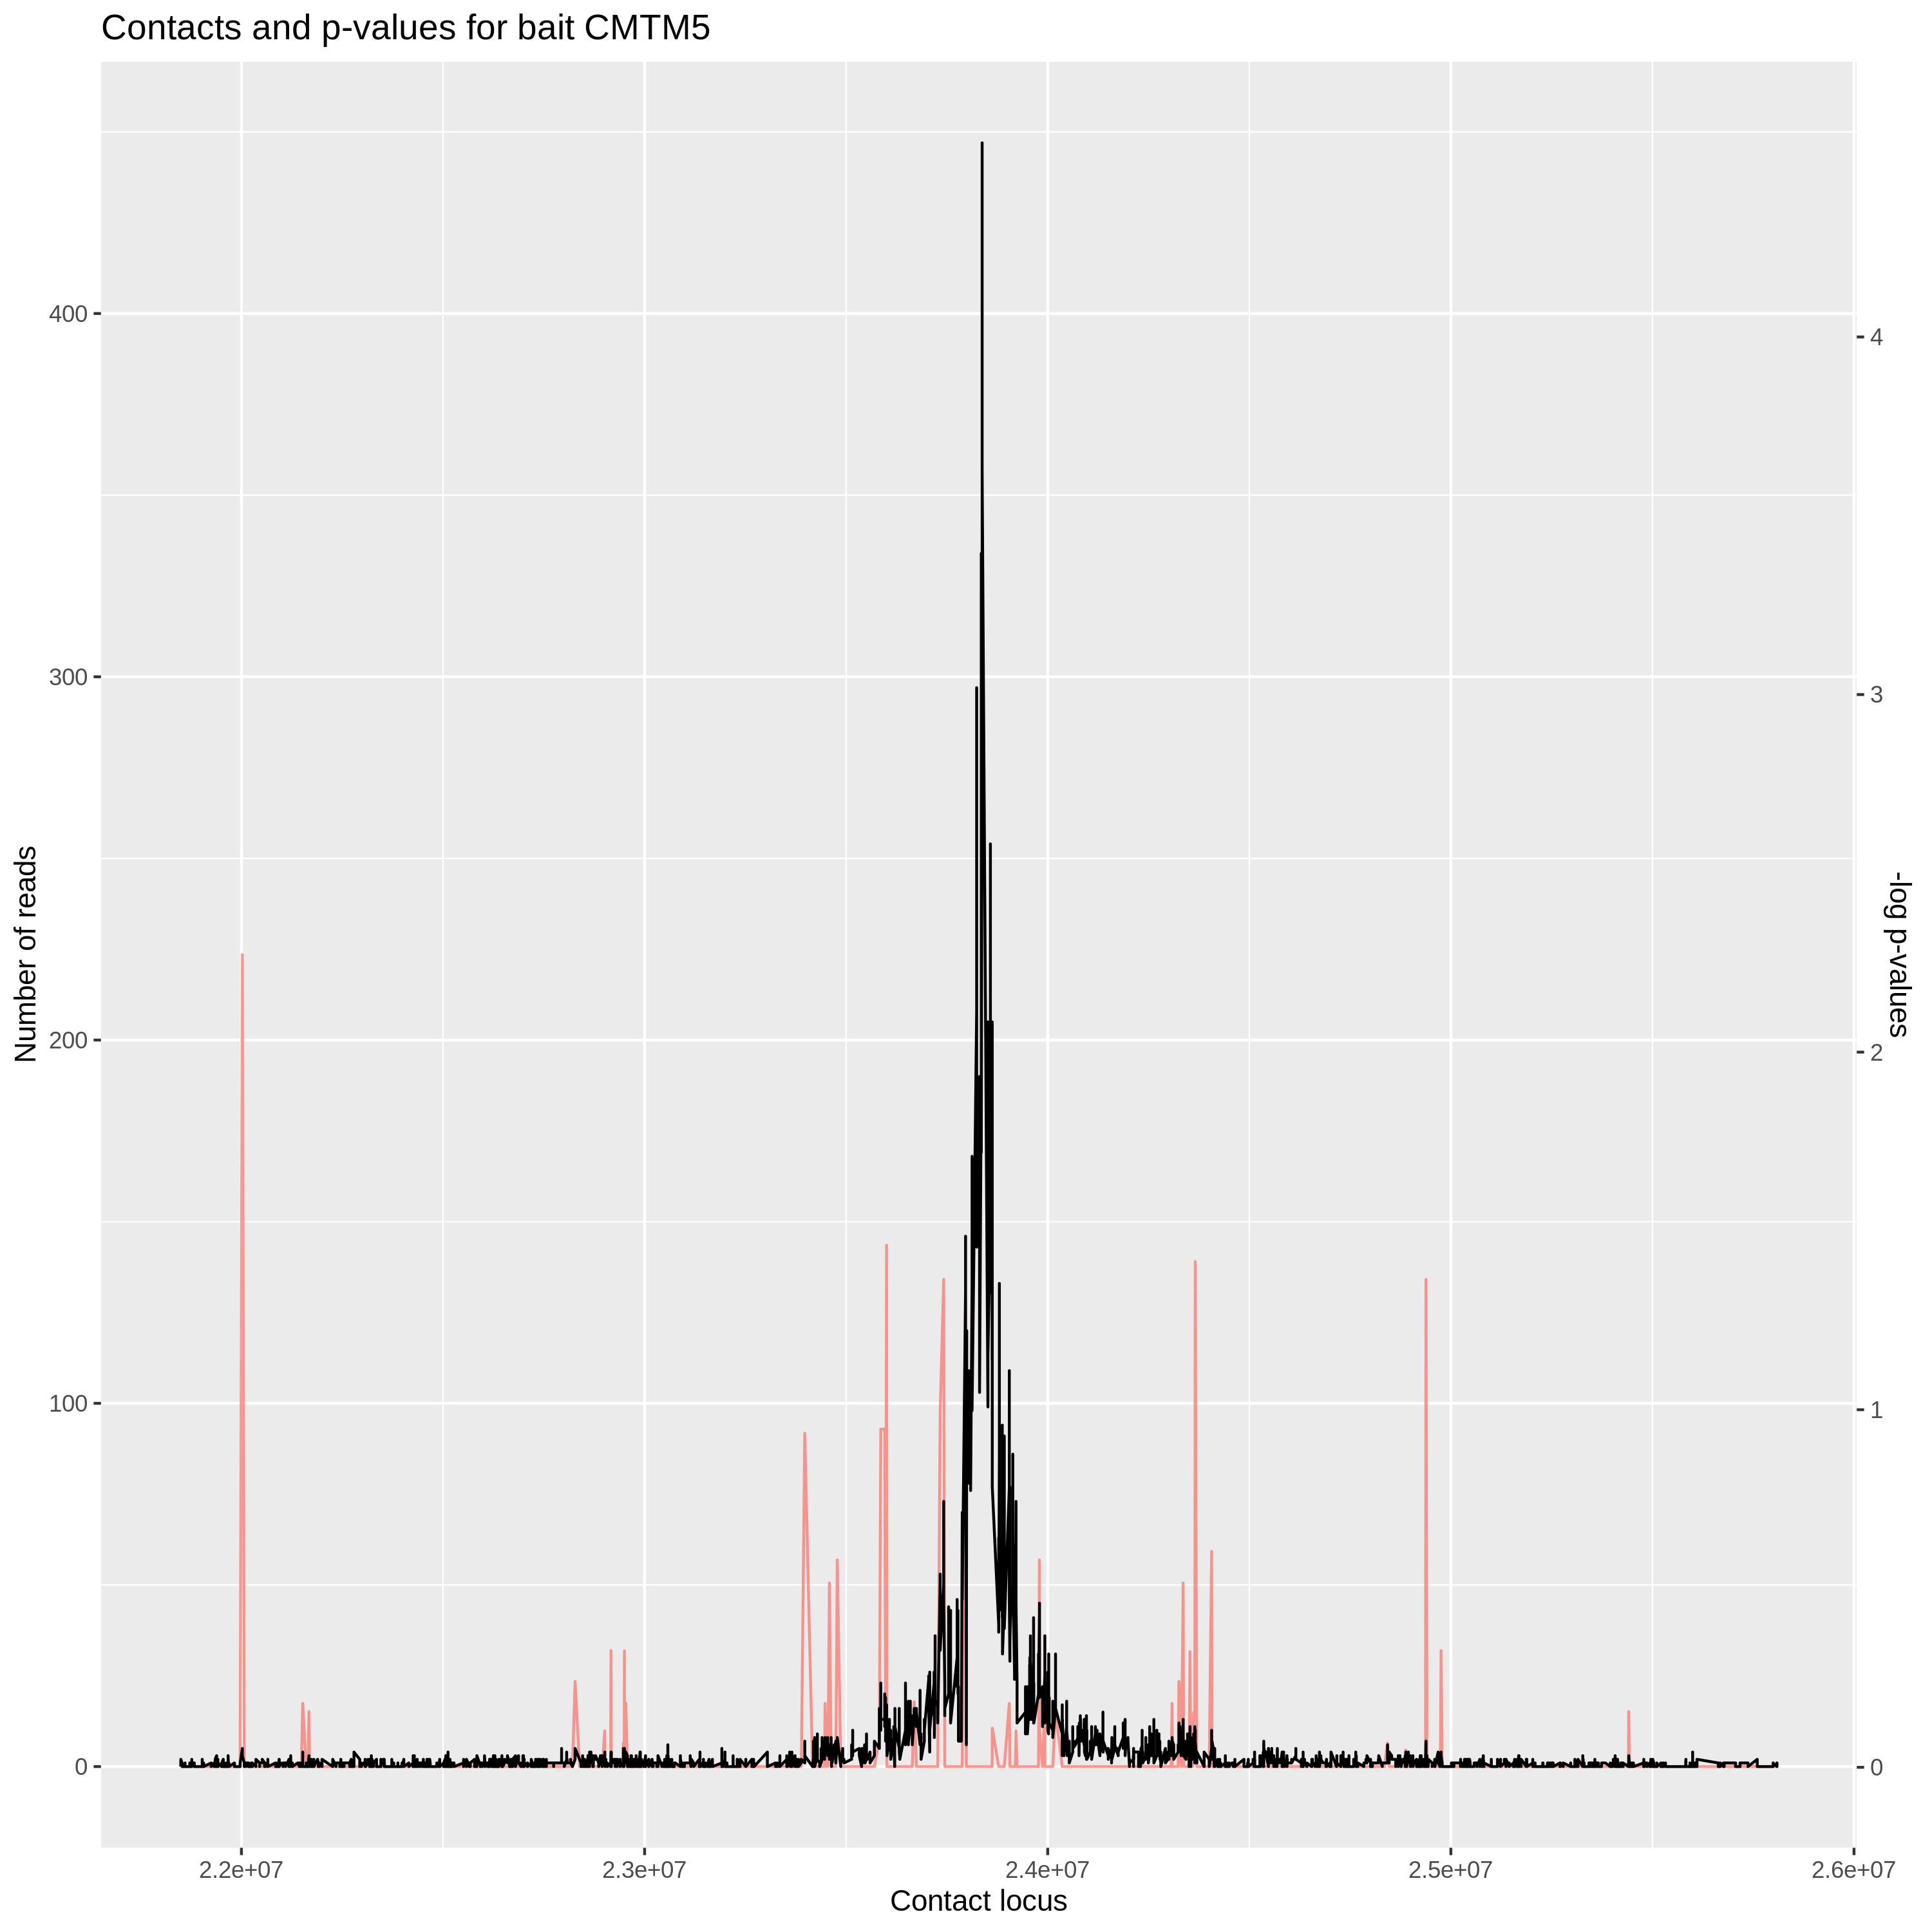 Contacts and p-values for bait CMTM5
Number of reads
400
300
200
100
0
4
3
2
1
0
-log p-values
2.2e+07
2.3e+07
2.4e+07
2.5e+07
2.6e+07
Contact locus